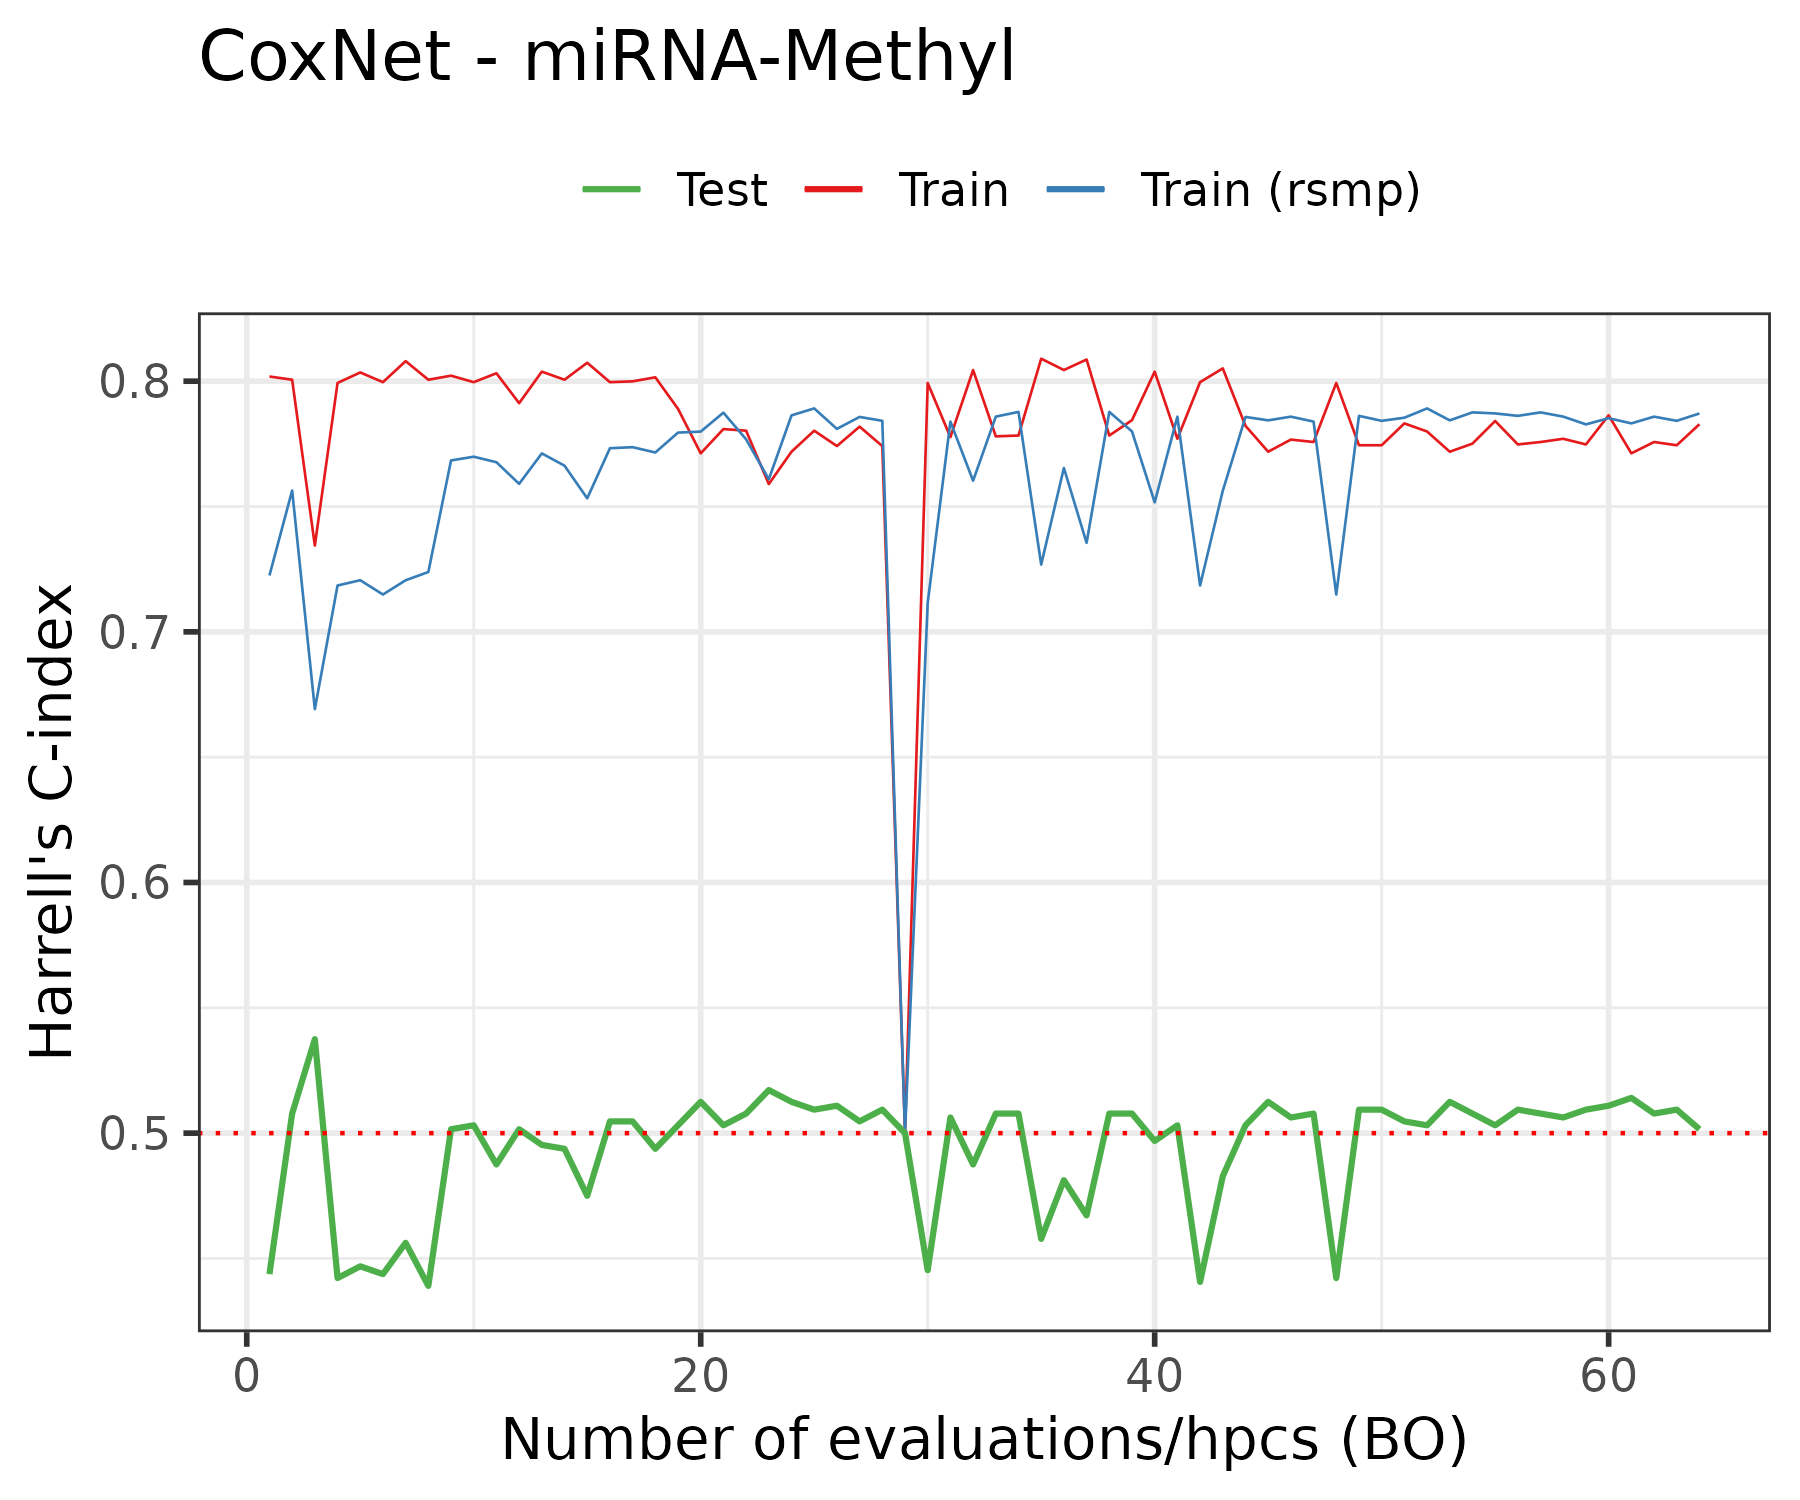 CoxNet - miRNA-Methyl
Test Train Train (rsmp)
Harrell's C-index
0.8
0.7
0.6
0.5
0 20 40 60
Number of evaluations/hpcs (BO)